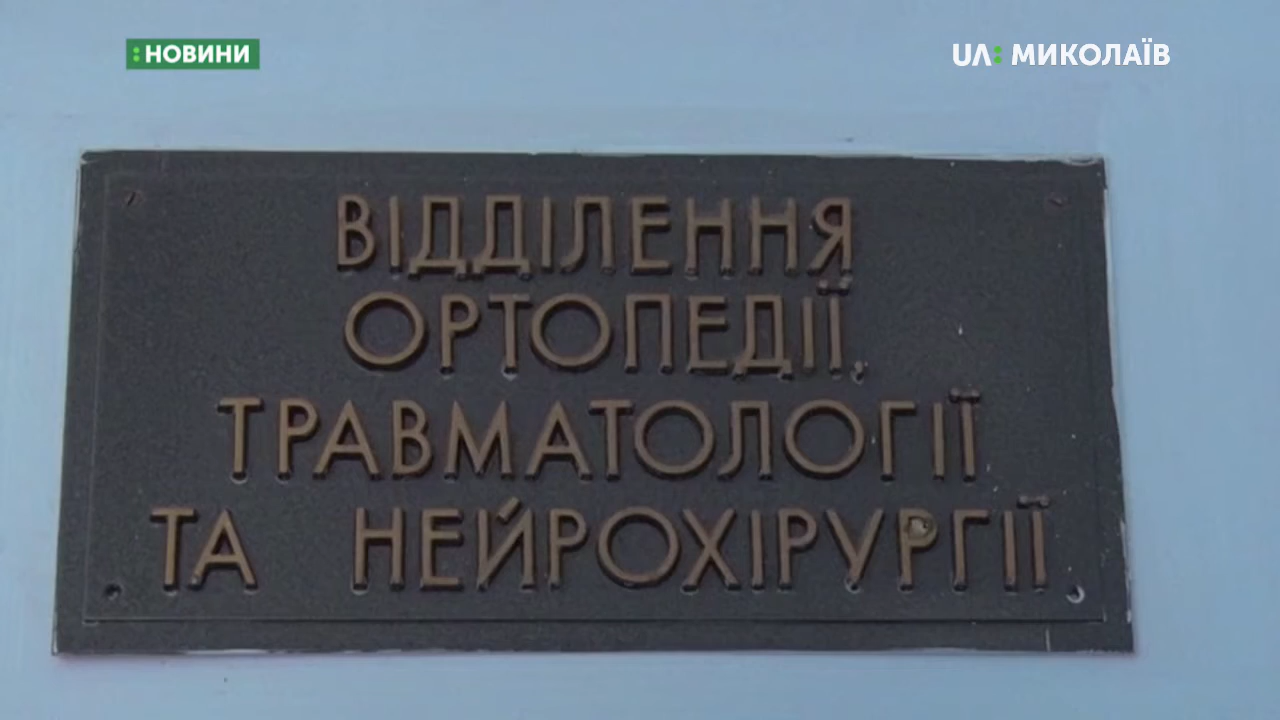 :НОВИНИ
UA: МИКОЛАЇВ
ВІДДІЛЕННЯ
ОРТОПЕДІЇ,
ТРАВМАТОЛОГІЇ
ТА НЕЙРОХІРУРГІЇ